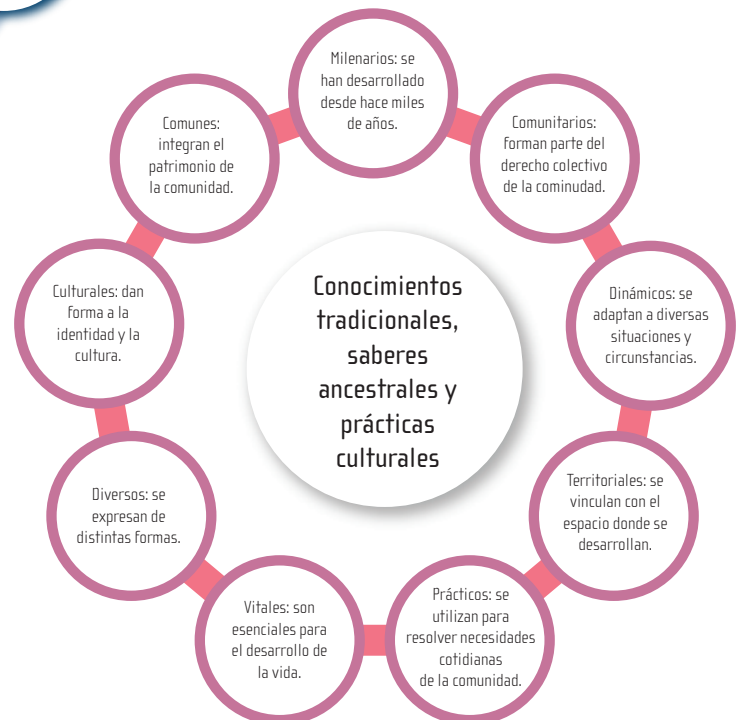 Milenarios: se
han desarrollado
desde hace miles
de años.
Comunitarios:
forman parte del
derecho colectivo
de la cominudad.
Dinámicos: se
adaptan a diversas
situaciones y
circunstancias.
Territoriales: se
vinculan con el
espacio donde se
desarrollan.
Prácticos: se
utilizan para
resolver necesidades
cotidianas
de la comunidad.
Vitales: son
esenciales para
el desarrollo de
la vida.
Diversos: se
expresan de
distintas formas.
Culturales: dan
forma a la
identidad y la
cultura.
Comunes:
integran el
patrimonio de
la comunidad.
Conocimientos
tradicionales,
saberes
ancestrales y
prácticas
culturales